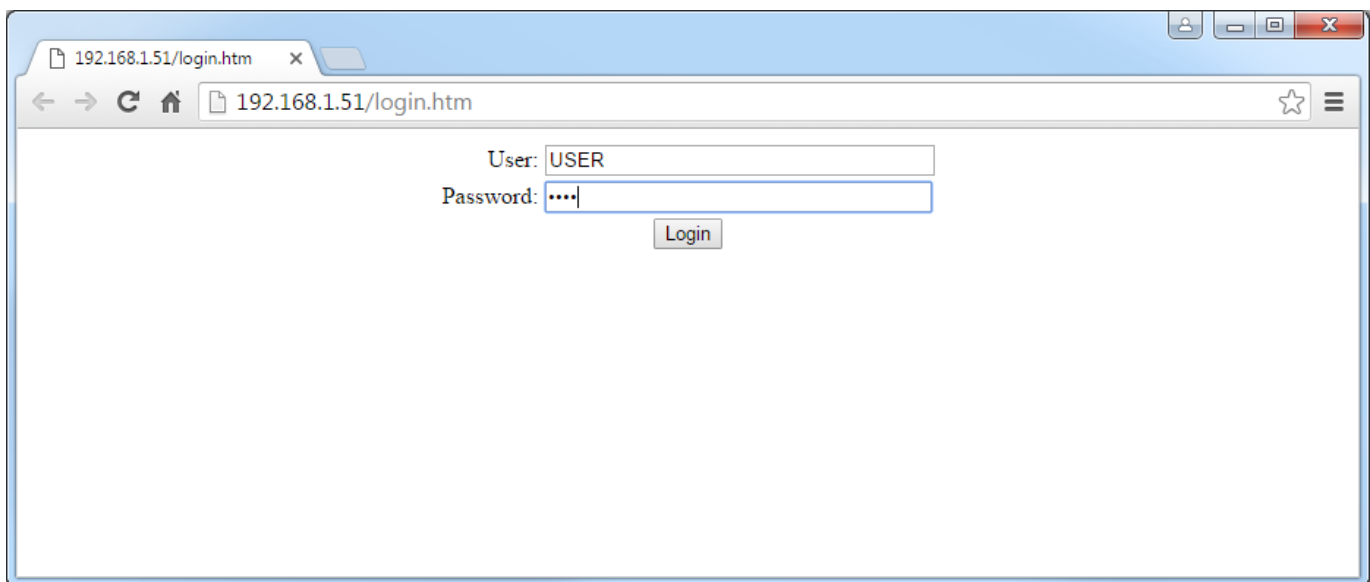 192.168.1.51/login.htm
192.168.1.51/login.htm
User: USER
Password: ••••
Login